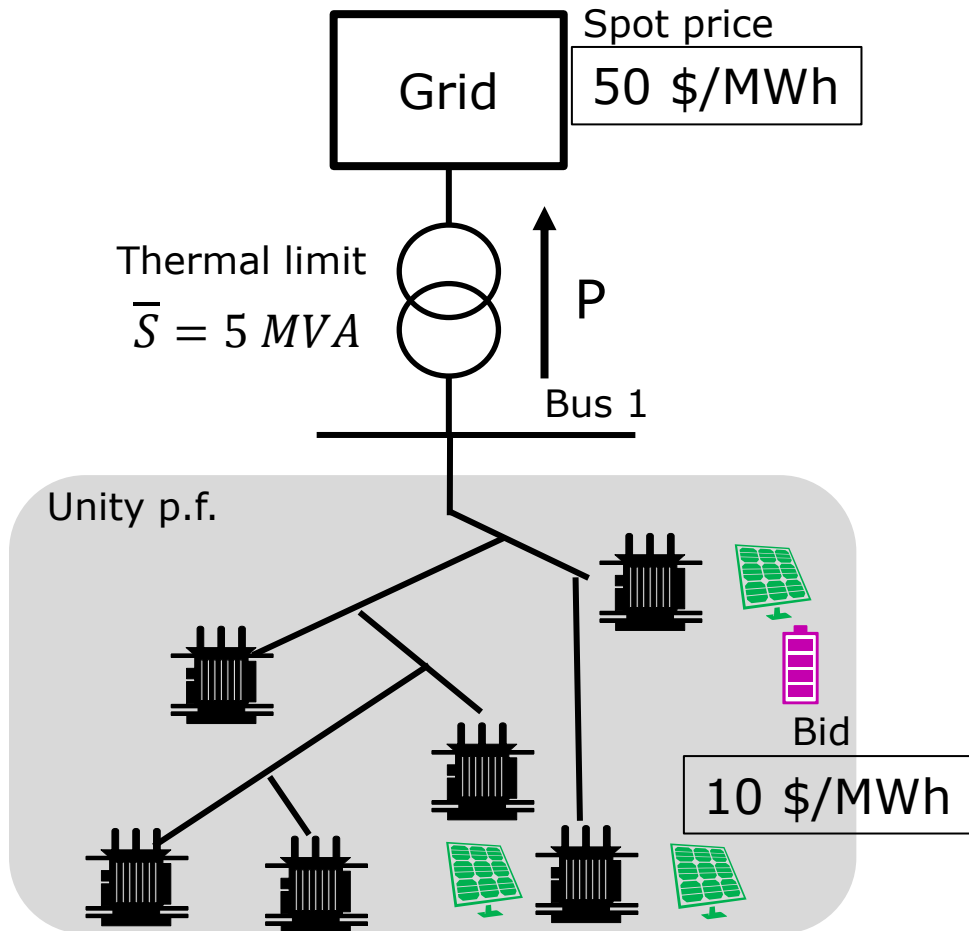 Spot price
Grid
50 $/MWh
Thermal limit
S̅ = 5 MVA
P
Bus 1
Unity p.f.
Bid
10 $/MWh